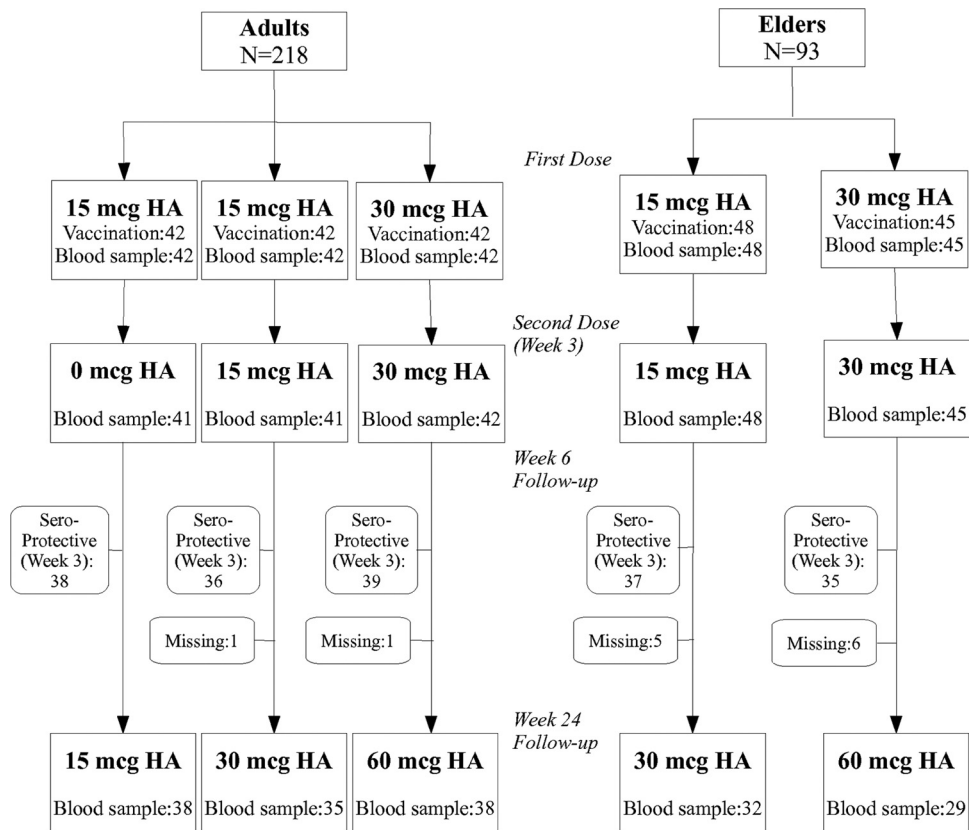 Adults
N=218
Elders
N=93
First Dose
15 mcg HA
Vaccination:42
Blood sample:42
15 mcg HA
Vaccination:42
Blood sample:42
30 mcg HA
Vaccination:42
Blood sample:42
15 mcg HA
Vaccination:48
Blood sample:48
30 mcg HA
Vaccination:45
Blood sample:45
Second Dose
(Week 3)
0 mcg HA
Blood sample:41
15 mcg HA
Blood sample:41
30 mcg HA
Blood sample:42
15 mcg HA
Blood sample:48
30 mcg HA
Blood sample:45
Week 6
Follow-up
Sero-
Protective
(Week 3):
38
Sero-
Protective
(Week 3):
36
Sero-
Protective
(Week 3):
39
Sero-
Protective
(Week 3):
37
Sero-
Protective
(Week 3):
35
Missing:1
Missing:1
Missing:5
Missing:6
Week 24
Follow-up
15 mcg HA
Blood sample:38
30 mcg HA
Blood sample:35
60 mcg HA
Blood sample:38
30 mcg HA
Blood sample:32
60 mcg HA
Blood sample:29